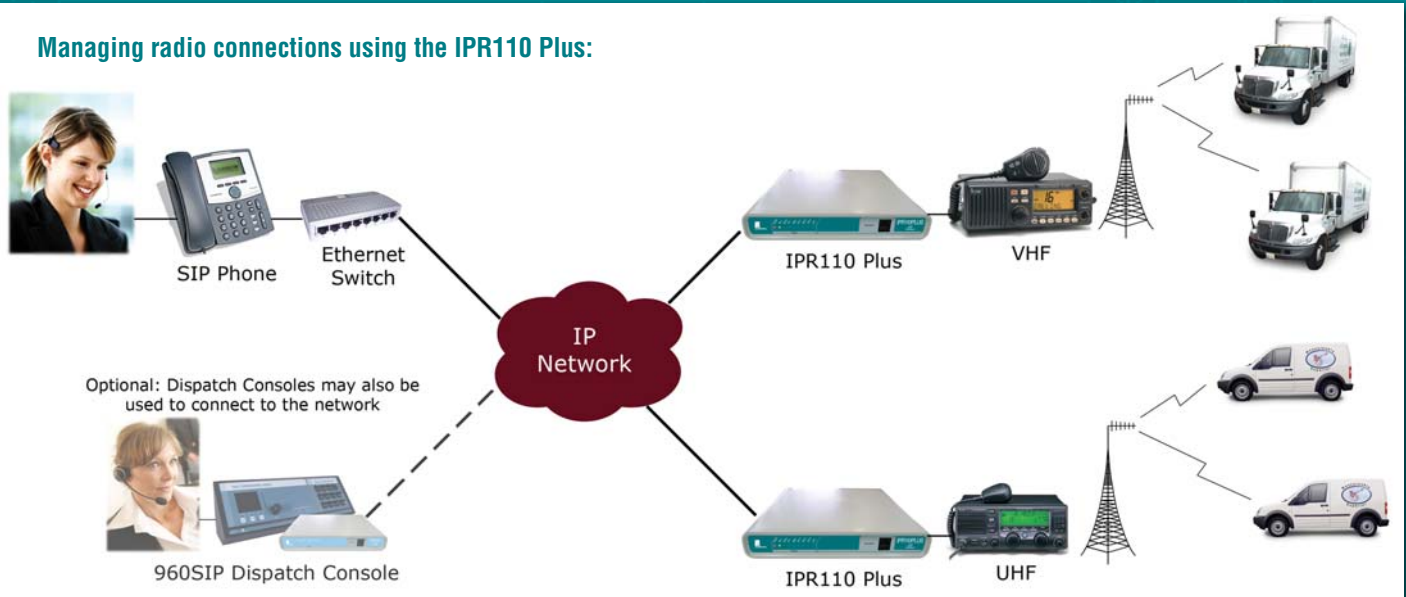 Managing radio connections using the IPR110 Plus:
SIP Phone
Ethernet
Switch
IP
Network
IPR110 Plus
VHF
Optional: Dispatch Consoles may also be
used to connect to the network
960SIP Dispatch Console
IPR110 Plus
UHF